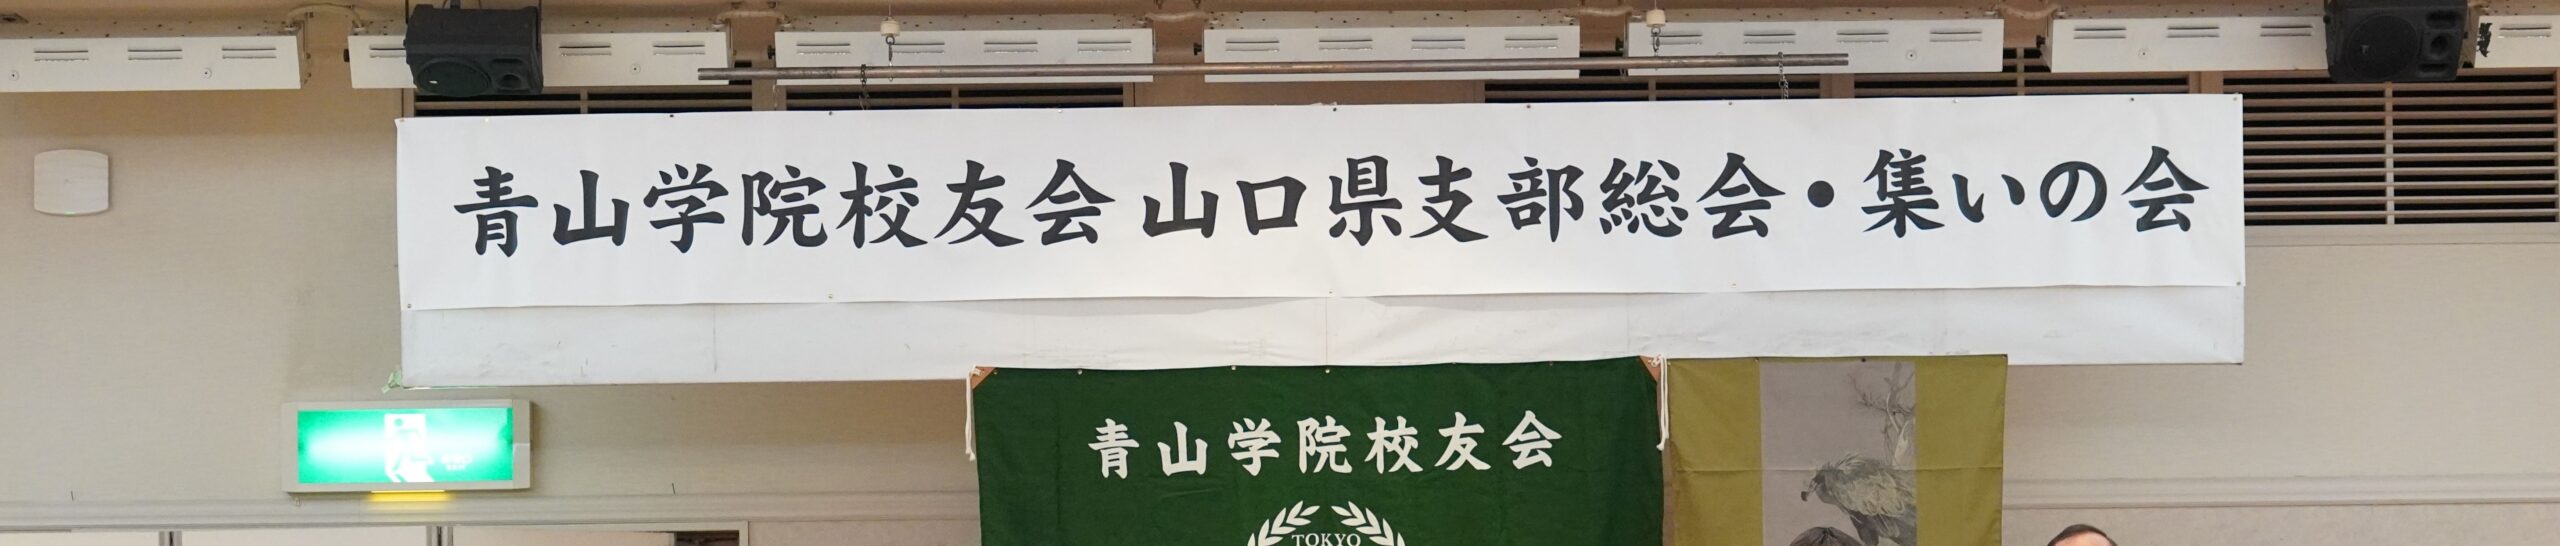 青山学院校友会 山口県支部総会・集いの会
青山学院校友会
TOKYO